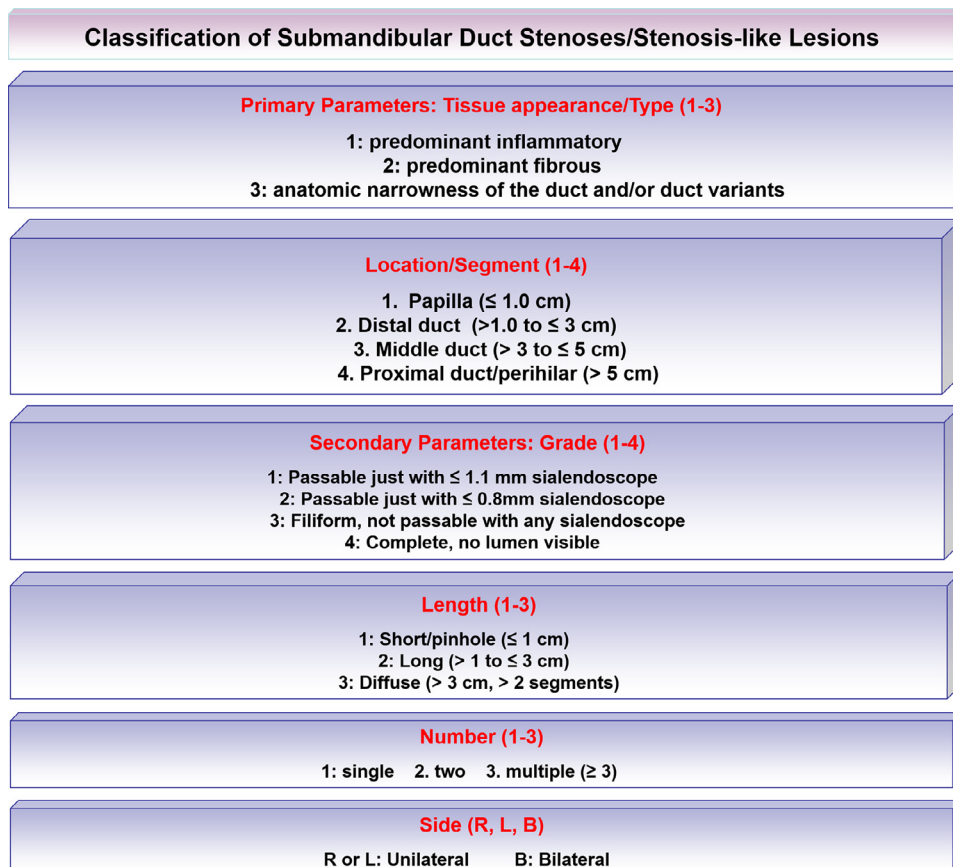 Classification of Submandibular Duct Stenoses/Stenosis-like Lesions
Primary Parameters: Tissue appearance/Type (1-3)
1: predominant inflammatory
2: predominant fibrous
3: anatomic narrowness of the duct and/or duct variants
Location/Segment (1-4)
1. Papilla (≤ 1.0 cm)
2. Distal duct (>1.0 to ≤ 3 cm)
3. Middle duct (> 3 to ≤ 5 cm)
4. Proximal duct/perihilar (> 5 cm)
Secondary Parameters: Grade (1-4)
1: Passable just with ≤ 1.1 mm sialendoscope
2: Passable just with ≤ 0.8mm sialendoscope
3: Filiform, not passable with any sialendoscope
4: Complete, no lumen visible
Length (1-3)
1: Short/pinhole (≤ 1 cm)
2: Long (> 1 to ≤ 3 cm)
3: Diffuse (> 3 cm, > 2 segments)
Number (1-3)
1: single 2. two 3. multiple (≥ 3)
Side (R, L, B)
R or L: Unilateral B: Bilateral